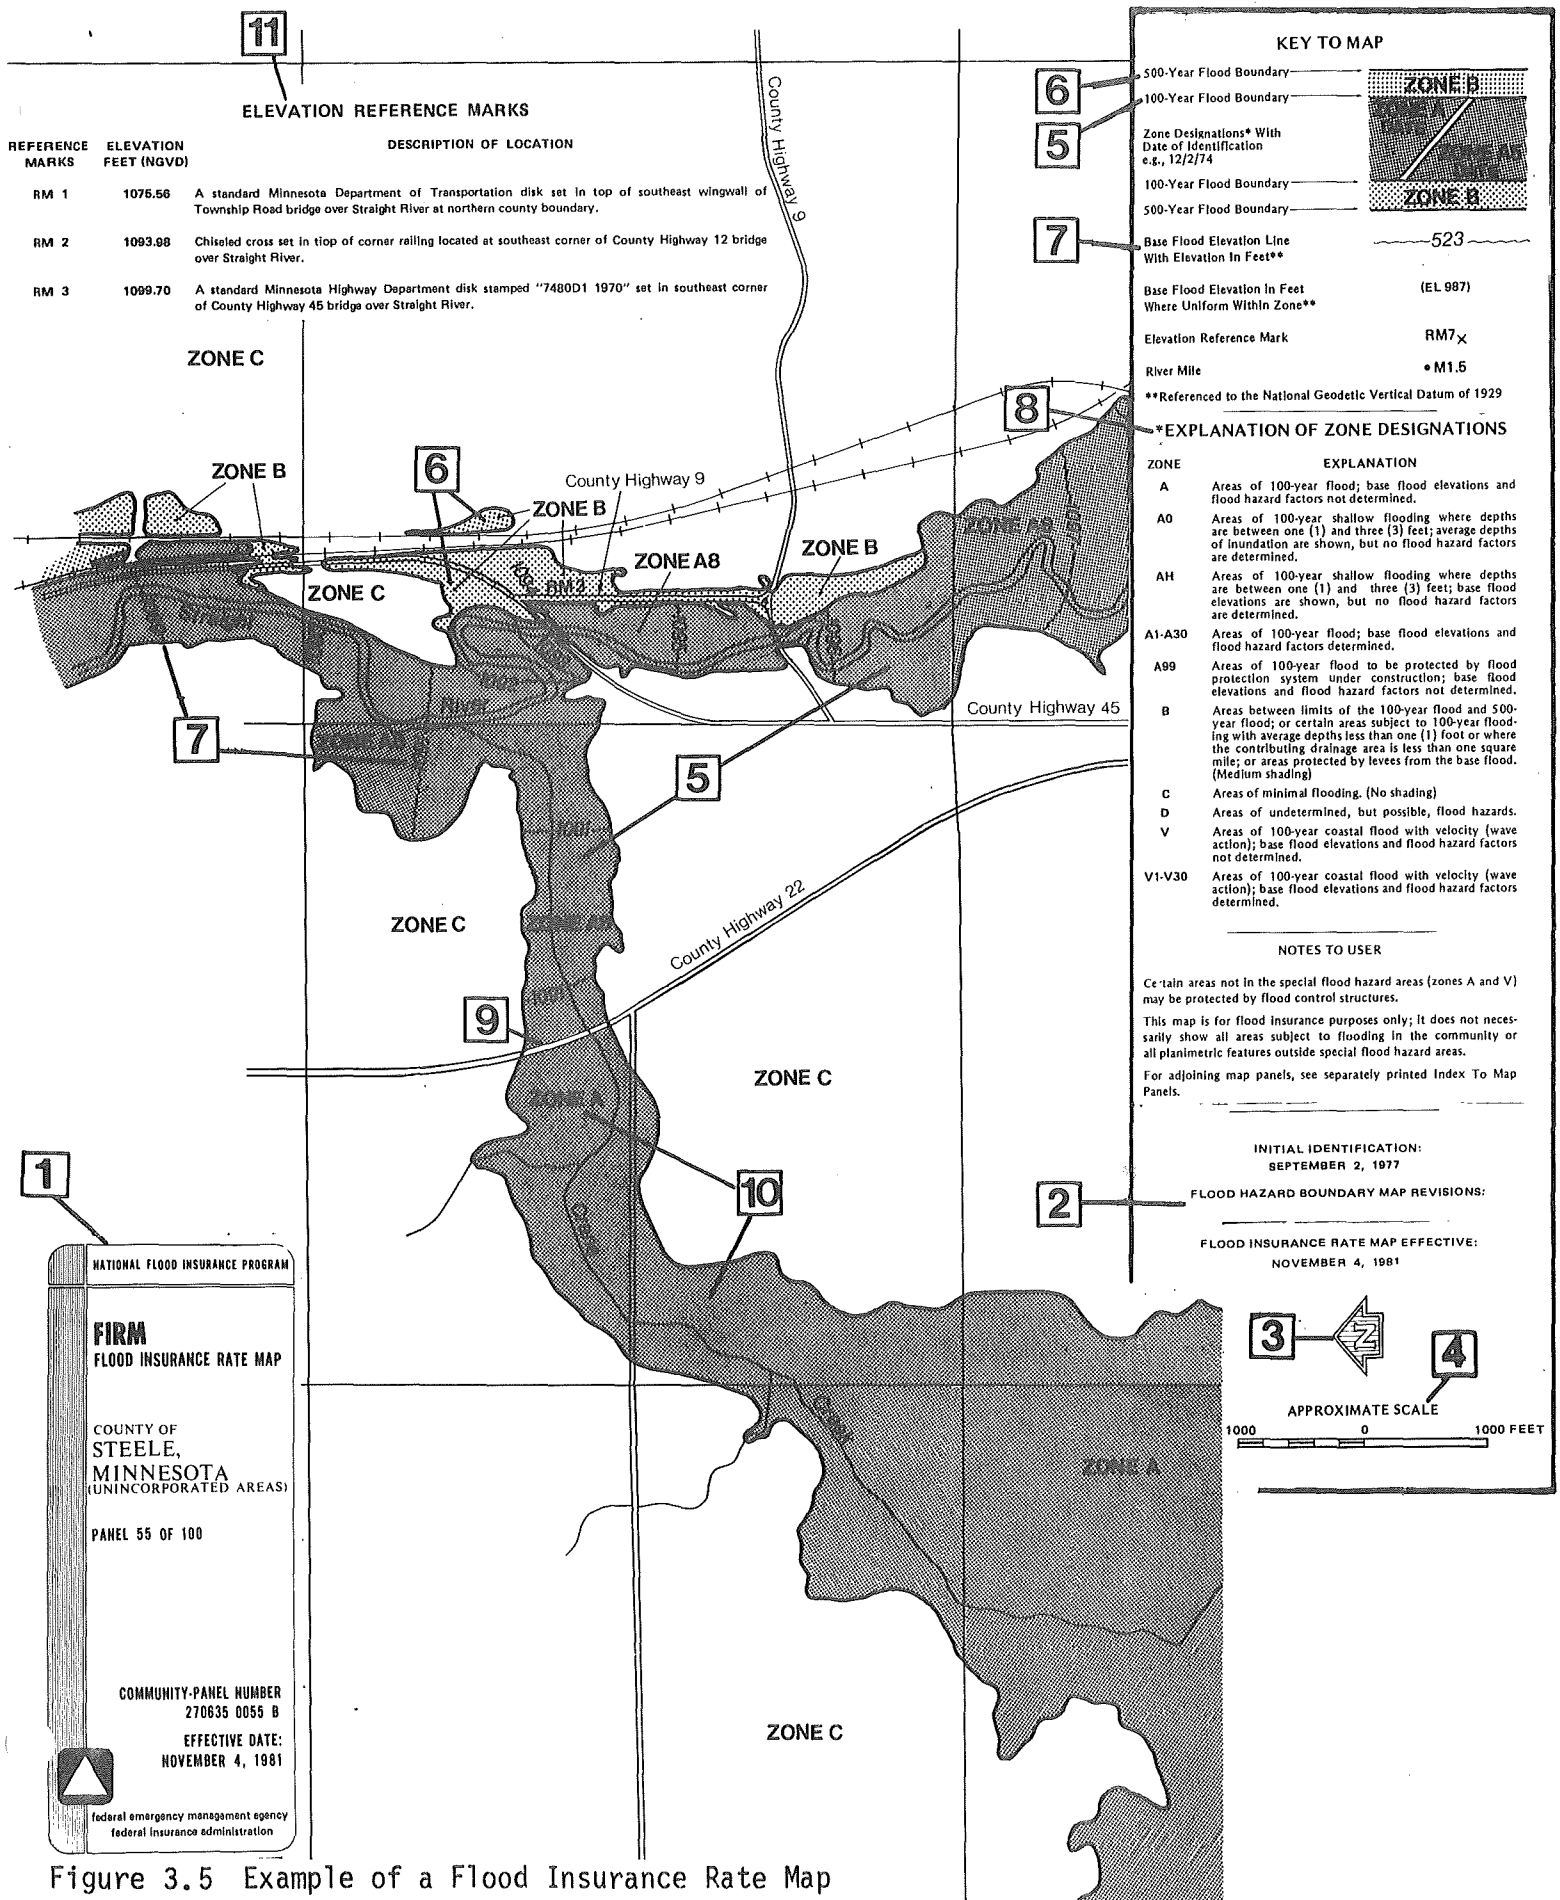 11
ELEVATION REFERENCE MARKS
REFERENCE MARKS ELEVATION FEET (NGVD) DESCRIPTION OF LOCATION
RM 1 1075.56 A standard Minnesota Department of Transportation disk set in top of southeast wingwall of
Township Road bridge over Straight River at northern county boundary.
RM 2 1093.98 Chiseled cross set in tiop of corner railing located at southeast corner of County Highway 12 bridge
over Straight River.
RM 3 1099.70 A standard Minnesota Highway Department disk stamped "7480D1 1970" set in southeast corner
of County Highway 45 bridge over Straight River.
County Highway 9
ZONE C
ZONE B
6
County Highway 9
ZONE B
ZONE A8
ZONE B
ZONE C
Straight
River
1002
7
County Highway 45
5
1001
ZONE C
County Highway 22
9
ZONE C
ZONE A
10
Creek
Creek
ZONE A
ZONE C
1
NATIONAL FLOOD INSURANCE PROGRAM
FIRM
FLOOD INSURANCE RATE MAP
COUNTY OF
STEELE,
MINNESOTA
(UNINCORPORATED AREAS)
PANEL 55 OF 100
COMMUNITY-PANEL NUMBER
270635 0055 B
EFFECTIVE DATE:
NOVEMBER 4, 1981
federal emergency management agency
federal insurance administration
KEY TO MAP
6
500-Year Flood Boundary
ZONE B
5
100-Year Flood Boundary
Zone Designations* With
Date of Identification
e.g., 12/2/74
100-Year Flood Boundary
ZONE B
500-Year Flood Boundary
7
Base Flood Elevation Line
With Elevation In Feet**
523
Base Flood Elevation In Feet
Where Uniform Within Zone**
(EL 987)
Elevation Reference Mark
RM7x
River Mile
•M1.5
**Referenced to the National Geodetic Vertical Datum of 1929
8
*EXPLANATION OF ZONE DESIGNATIONS
ZONE EXPLANATION
A Areas of 100-year flood; base flood elevations and
flood hazard factors not determined.
A0 Areas of 100-year shallow flooding where depths
are between one (1) and three (3) feet; average depths
of inundation are shown, but no flood hazard factors
are determined.
AH Areas of 100-year shallow flooding where depths
are between one (1) and three (3) feet; base flood
elevations are shown, but no flood hazard factors
are determined.
A1-A30 Areas of 100-year flood; base flood elevations and
flood hazard factors determined.
A99 Areas of 100-year flood to be protected by flood
protection system under construction; base flood
elevations and flood hazard factors not determined.
B Areas between limits of the 100-year flood and 500-
year flood; or certain areas subject to 100-year flood-
ing with average depths less than one (1) foot or where
the contributing drainage area is less than one square
mile; or areas protected by levees from the base flood.
(Medium shading)
C Areas of minimal flooding. (No shading)
D Areas of undetermined, but possible, flood hazards.
V Areas of 100-year coastal flood with velocity (wave
action); base flood elevations and flood hazard factors
not determined.
V1-V30 Areas of 100-year coastal flood with velocity (wave
action); base flood elevations and flood hazard factors
determined.
NOTES TO USER
Certain areas not in the special flood hazard areas (zones A and V)
may be protected by flood control structures.
This map is for flood insurance purposes only; it does not neces-
sarily show all areas subject to flooding in the community or
all planimetric features outside special flood hazard areas.
For adjoining map panels, see separately printed Index To Map
Panels.
INITIAL IDENTIFICATION:
SEPTEMBER 2, 1977
2
FLOOD HAZARD BOUNDARY MAP REVISIONS:
FLOOD INSURANCE RATE MAP EFFECTIVE:
NOVEMBER 4, 1981
3
N
4
APPROXIMATE SCALE
1000 0 1000 FEET
Figure 3.5 Example of a Flood Insurance Rate Map